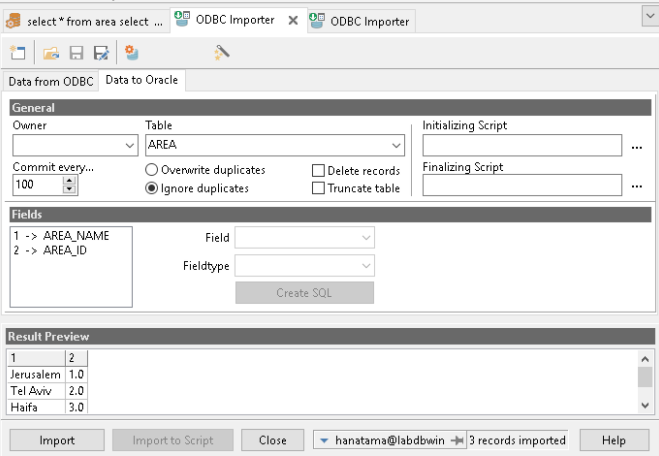 select * from area select ...
ODBC Importer
ODBC Importer
Data from ODBC
Data to Oracle
General
Owner
Table
Initializing Script
AREA
...
Commit every...
Overwrite duplicates
Delete records
Finalizing Script
100
Ignore duplicates
Truncate table
...
Fields
1 -> AREA_NAME
2 -> AREA_ID
Field
Fieldtype
Create SQL
Result Preview
1 2
Jerusalem 1.0
Tel Aviv 2.0
Haifa 3.0
Import
Import to Script
Close
hanatama@labdbwin
3 records imported
Help